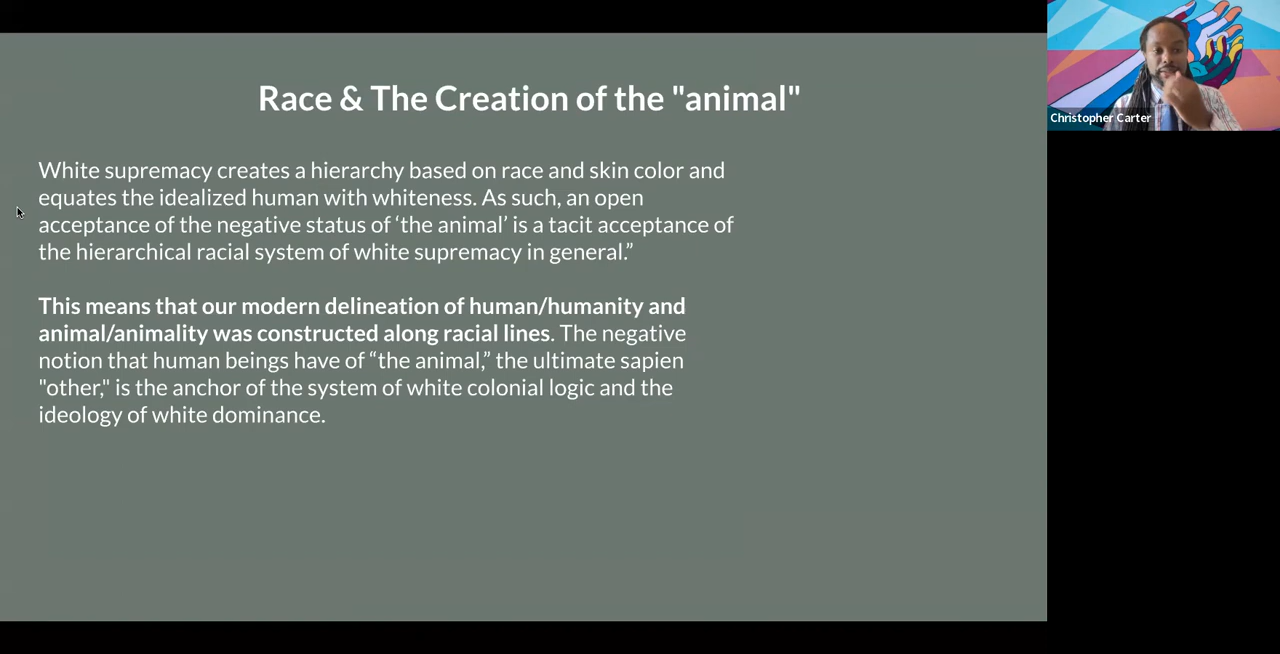 Race & The Creation of the "animal"
White supremacy creates a hierarchy based on race and skin color and
equates the idealized human with whiteness. As such, an open
acceptance of the negative status of ‘the animal’ is a tacit acceptance of
the hierarchical racial system of white supremacy in general.”
This means that our modern delineation of human/humanity and
animal/animality was constructed along racial lines. The negative
notion that human beings have of “the animal,” the ultimate sapien
"other," is the anchor of the system of white colonial logic and the
ideology of white dominance.
Christopher Carter